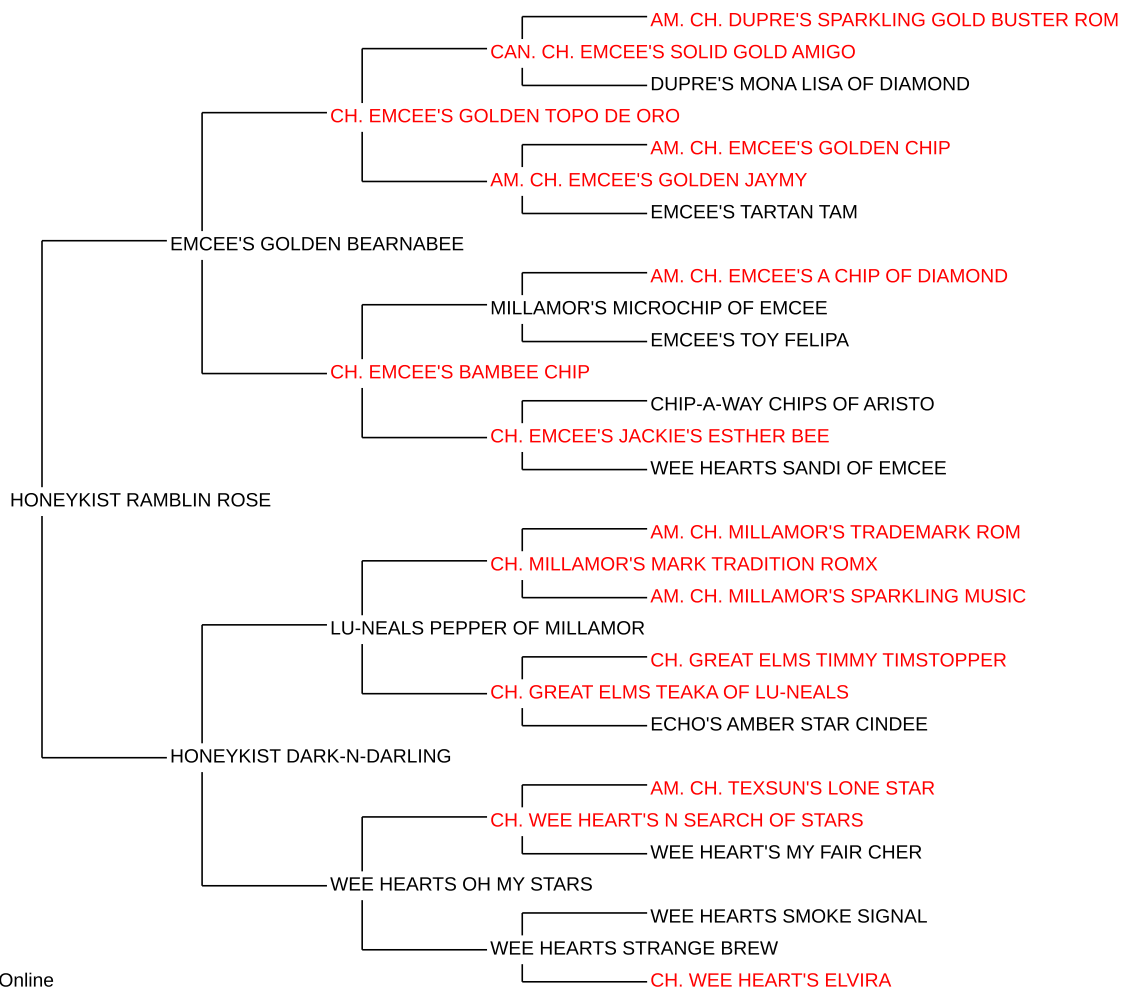 AM. CH. DUPRE'S SPARKLING GOLD BUSTER ROM
CAN. CH. EMCEE'S SOLID GOLD AMIGO
DUPRE'S MONA LISA OF DIAMOND
CH. EMCEE'S GOLDEN TOPO DE ORO
AM. CH. EMCEE'S GOLDEN CHIP
AM. CH. EMCEE'S GOLDEN JAYMY
EMCEE'S TARTAN TAM
EMCEE'S GOLDEN BEARNABEE
AM. CH. EMCEE'S A CHIP OF DIAMOND
MILLAMOR'S MICROCHIP OF EMCEE
EMCEE'S TOY FELIPA
CH. EMCEE'S BAMBEE CHIP
CHIP-A-WAY CHIPS OF ARISTO
CH. EMCEE'S JACKIE'S ESTHER BEE
WEE HEARTS SANDI OF EMCEE
HONEYKIST RAMBLIN ROSE
AM. CH. MILLAMOR'S TRADEMARK ROM
CH. MILLAMOR'S MARK TRADITION ROMX
AM. CH. MILLAMOR'S SPARKLING MUSIC
LU-NEALS PEPPER OF MILLAMOR
CH. GREAT ELMS TIMMY TIMSTOPPER
CH. GREAT ELMS TEAKA OF LU-NEALS
ECHO'S AMBER STAR CINDEE
HONEYKIST DARK-N-DARLING
AM. CH. TEXSUN'S LONE STAR
CH. WEE HEART'S N SEARCH OF STARS
WEE HEART'S MY FAIR CHER
WEE HEARTS OH MY STARS
WEE HEARTS SMOKE SIGNAL
WEE HEARTS STRANGE BREW
CH. WEE HEART'S ELVIRA
Online